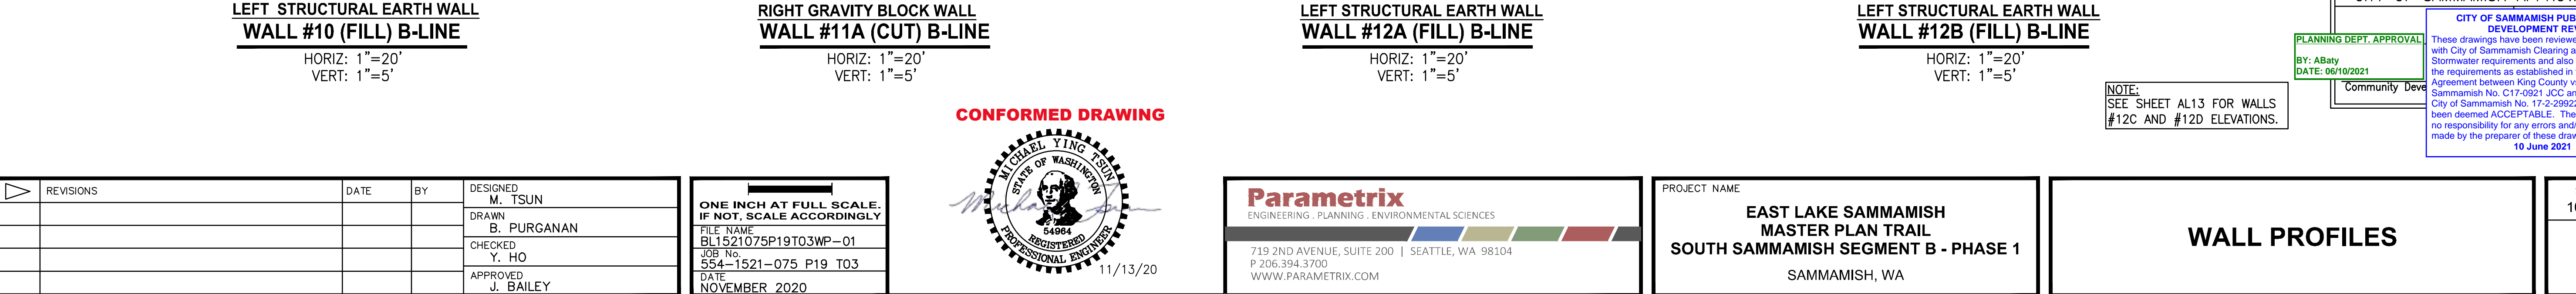 LEFT STRUCTURAL EARTH WALL
WALL #10 (FILL) B-LINE
HORIZ: 1"=20'
VERT: 1"=5'
RIGHT GRAVITY BLOCK WALL
WALL #11A (CUT) B-LINE
HORIZ: 1"=20'
VERT: 1"=5'
LEFT STRUCTURAL EARTH WALL
WALL #12A (FILL) B-LINE
HORIZ: 1"=20'
VERT: 1"=5'
LEFT STRUCTURAL EARTH WALL
WALL #12B (FILL) B-LINE
HORIZ: 1"=20'
VERT: 1"=5'
NOTE:
SEE SHEET AL13 FOR WALLS
#12C AND #12D ELEVATIONS.
PLANNING DEPT. APPROVAL
BY: ABaty
DATE: 06/10/2021
Community Deve
CITY OF SAMMAMISH PUB
DEVELOPMENT REV
These drawings have been reviewe
with City of Sammamish Clearing a
Stormwater requirements and also
the requirements as established in
Agreement between King County v
Sammamish No. C17-0921 JCC an
City of Sammamish No. 17-2-29922
been deemed ACCEPTABLE. The
no responsibility for any errors and/
made by the preparer of these draw
10 June 2021
CONFORMED DRAWING
MICHAEL YING TSUN
STATE OF WASHINGTON
54964
REGISTERED
PROFESSIONAL ENGINEER
11/13/20
REVISIONS
DATE
BY
DESIGNED
M. TSUN
DRAWN
B. PURGANAN
CHECKED
Y. HO
APPROVED
J. BAILEY
ONE INCH AT FULL SCALE.
IF NOT, SCALE ACCORDINGLY
FILE NAME
BL1521075P19T03WP-01
JOB No.
554-1521-075 P19 T03
DATE
NOVEMBER 2020
Parametrix
ENGINEERING . PLANNING . ENVIRONMENTAL SCIENCES
719 2ND AVENUE, SUITE 200 | SEATTLE, WA 98104
P 206.394.3700
WWW.PARAMETRIX.COM
PROJECT NAME
EAST LAKE SAMMAMISH
MASTER PLAN TRAIL
SOUTH SAMMAMISH SEGMENT B - PHASE 1
SAMMAMISH, WA
WALL PROFILES